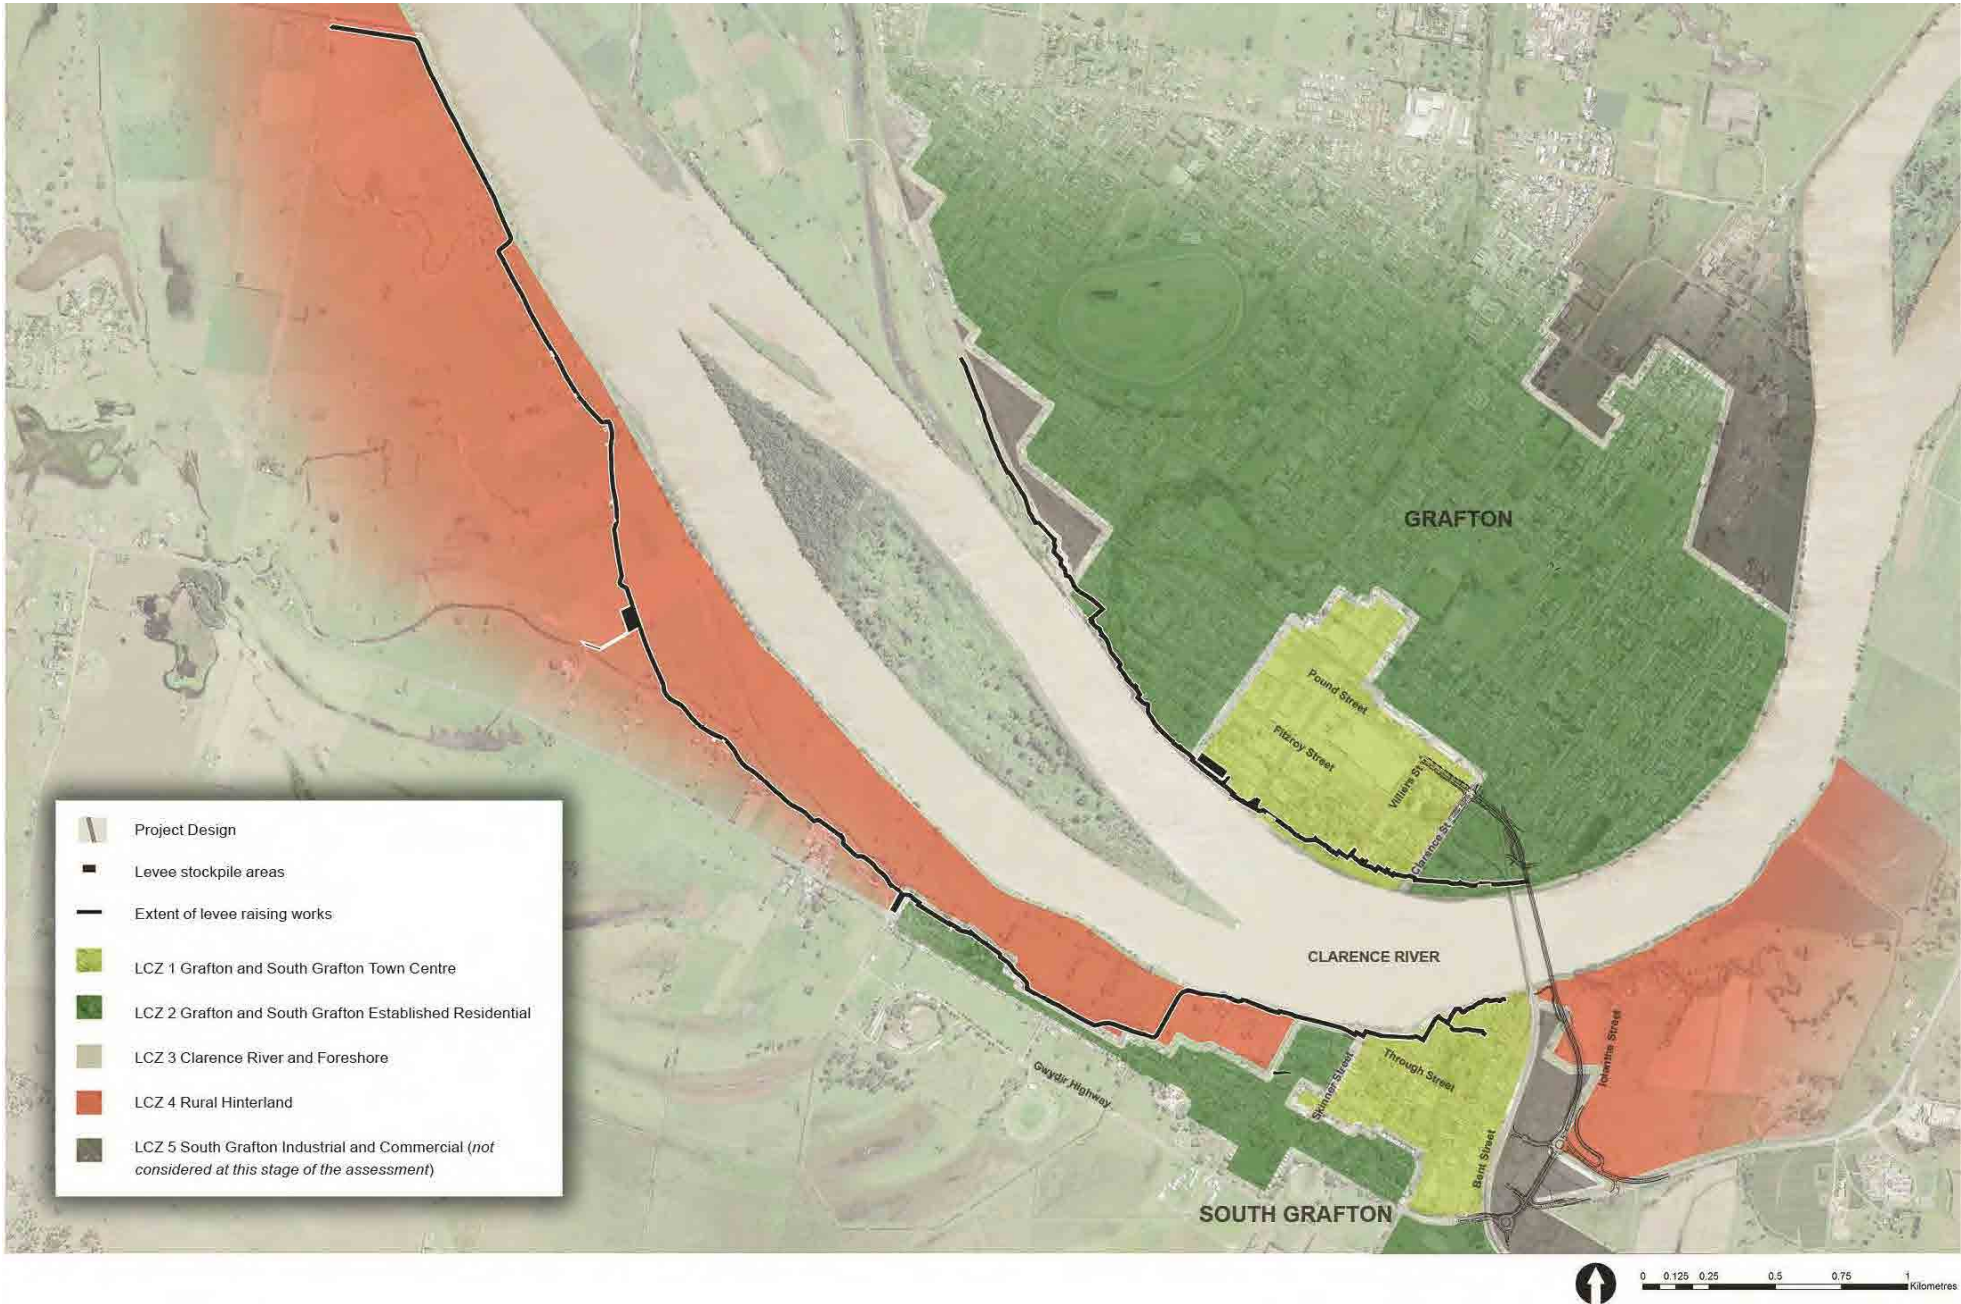 GRAFTON
Pound Street
Fitzroy Street
Villiers St
Clarence St
CLARENCE RIVER
Through Street
Skinner Street
Gwydir Highway
Bent Street
Iolanthe Street
SOUTH GRAFTON
Project Design
Levee stockpile areas
Extent of levee raising works
LCZ 1 Grafton and South Grafton Town Centre
LCZ 2 Grafton and South Grafton Established Residential
LCZ 3 Clarence River and Foreshore
LCZ 4 Rural Hinterland
LCZ 5 South Grafton Industrial and Commercial (not
considered at this stage of the assessment)
0 0.125 0.25 0.5 0.75 1
Kilometres